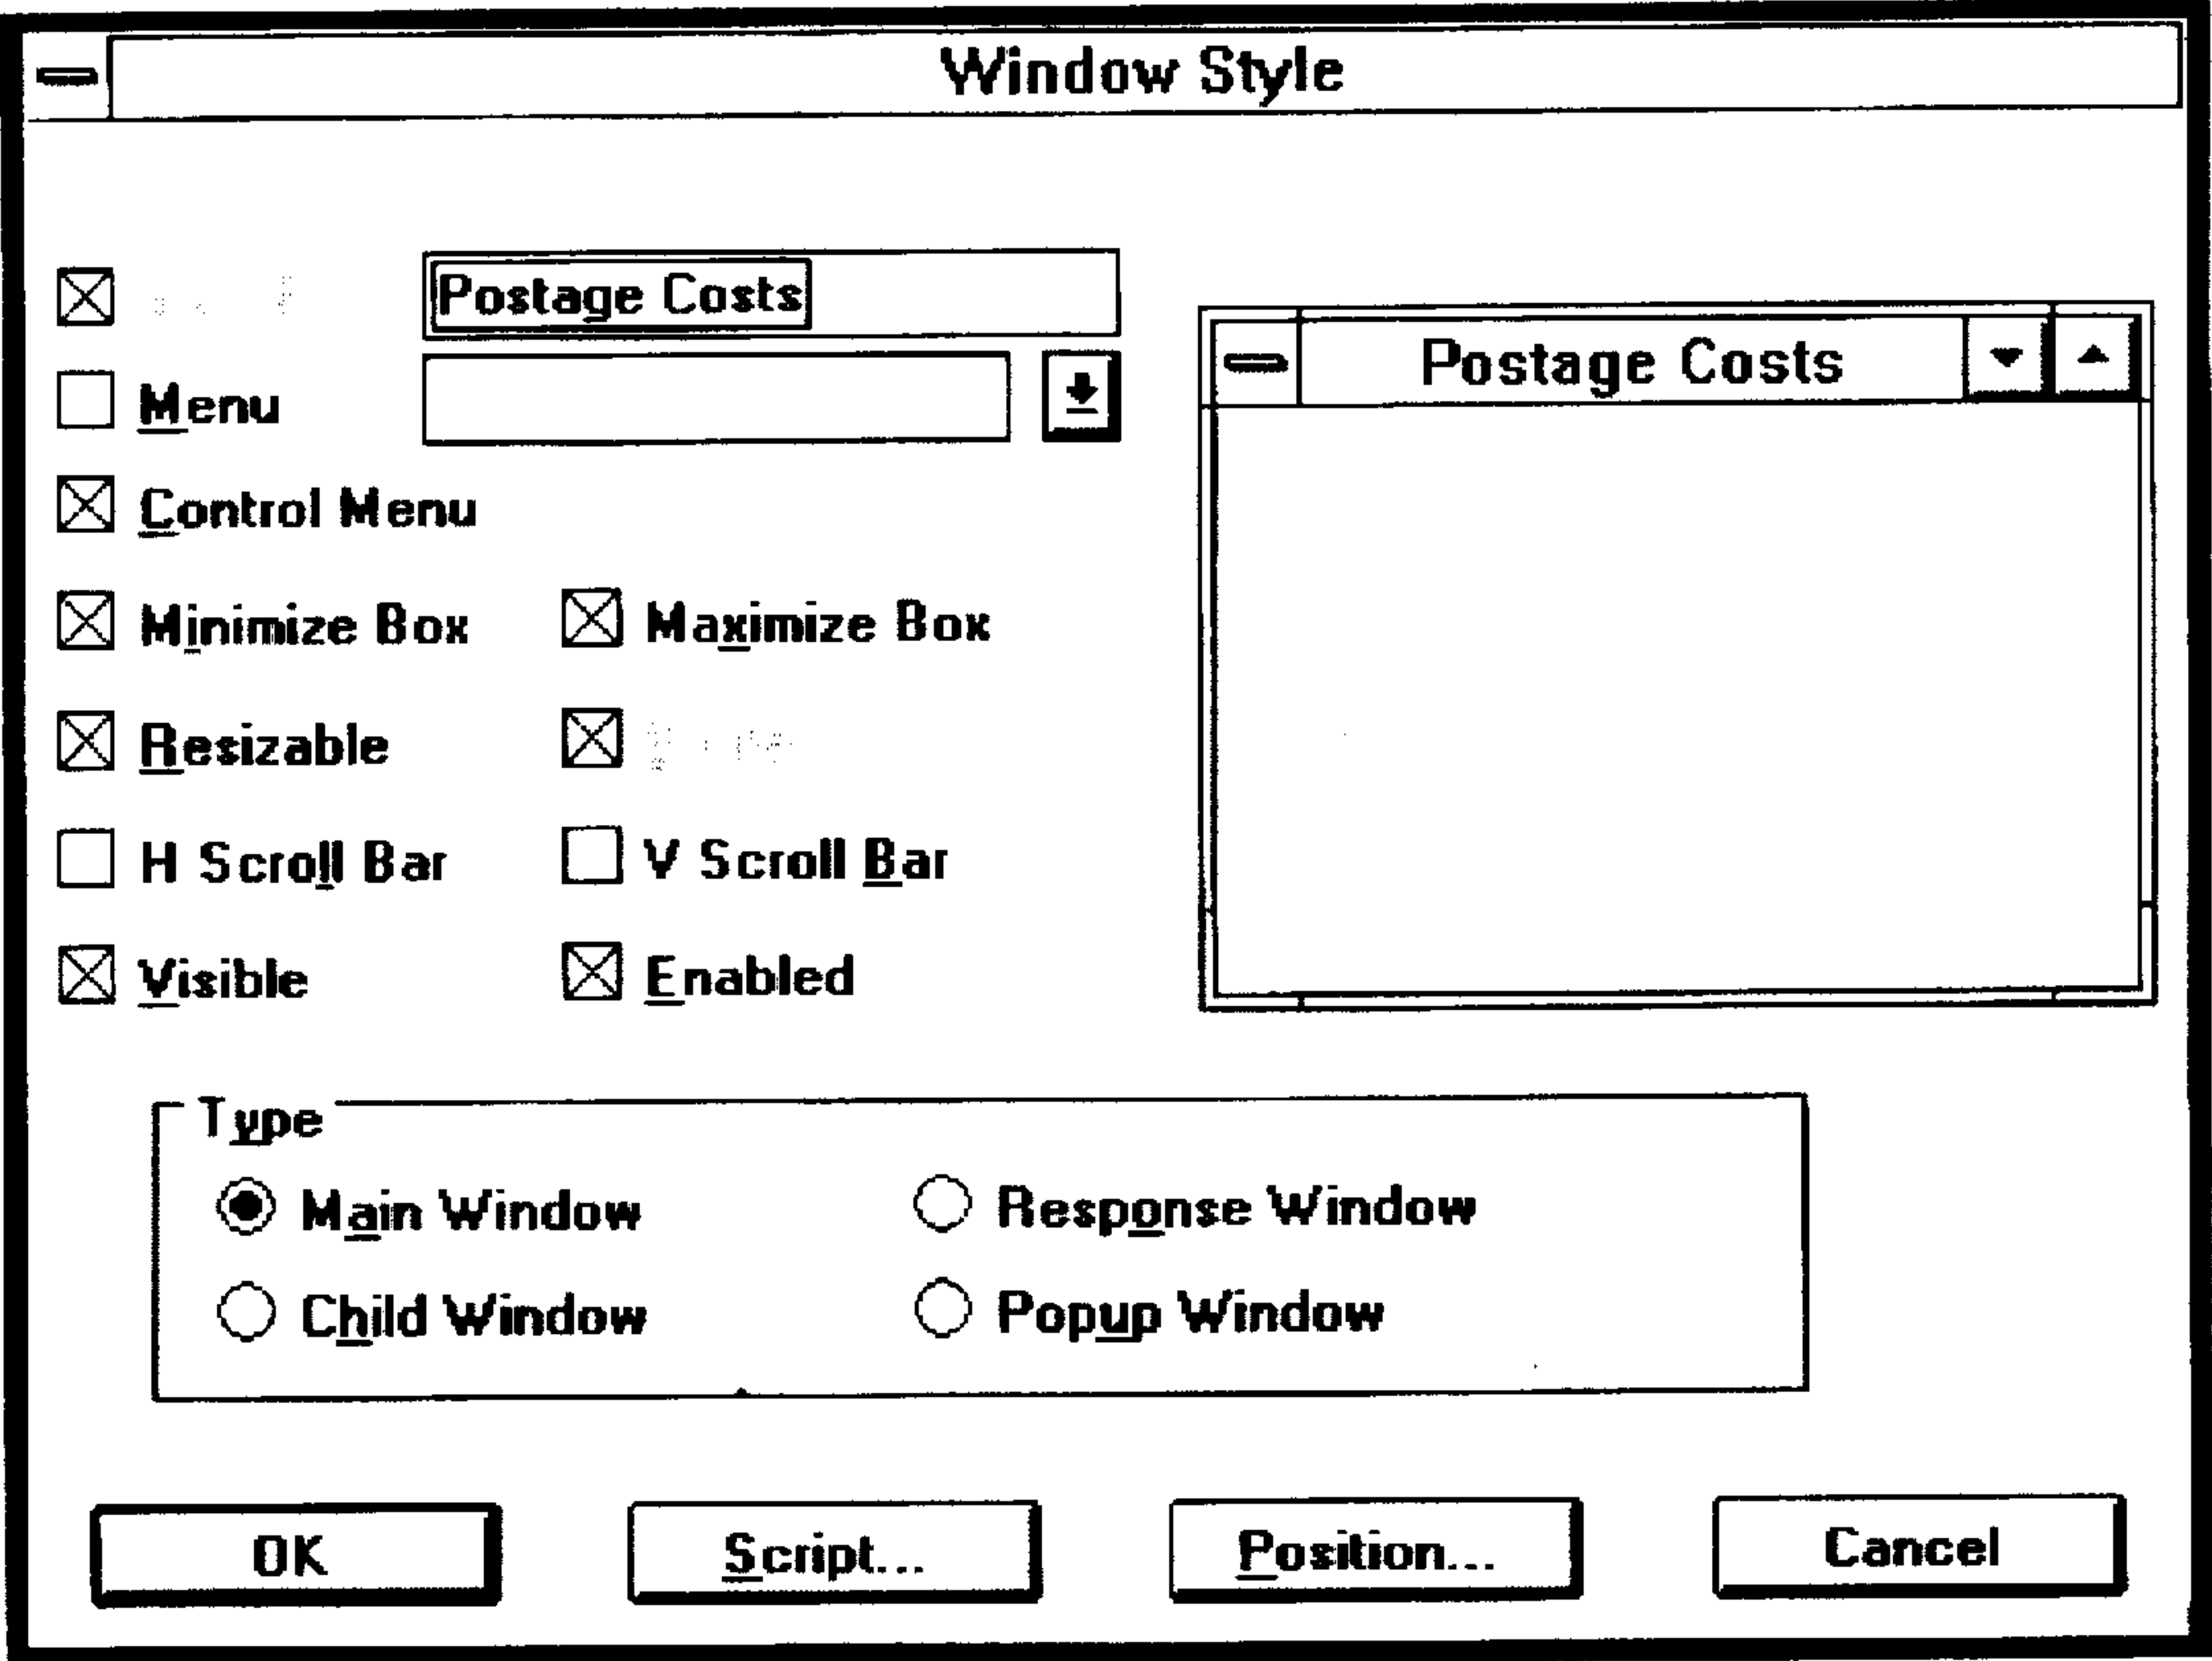 Window Style
Postage Costs
Menu
Control Menu
Minimize Box Maximize Box
Resizable
H Scroll Bar V Scroll Bar
Visible Enabled
Postage Costs
Type
Main Window Response Window
Child Window Popup Window
OK Script... Position... Cancel